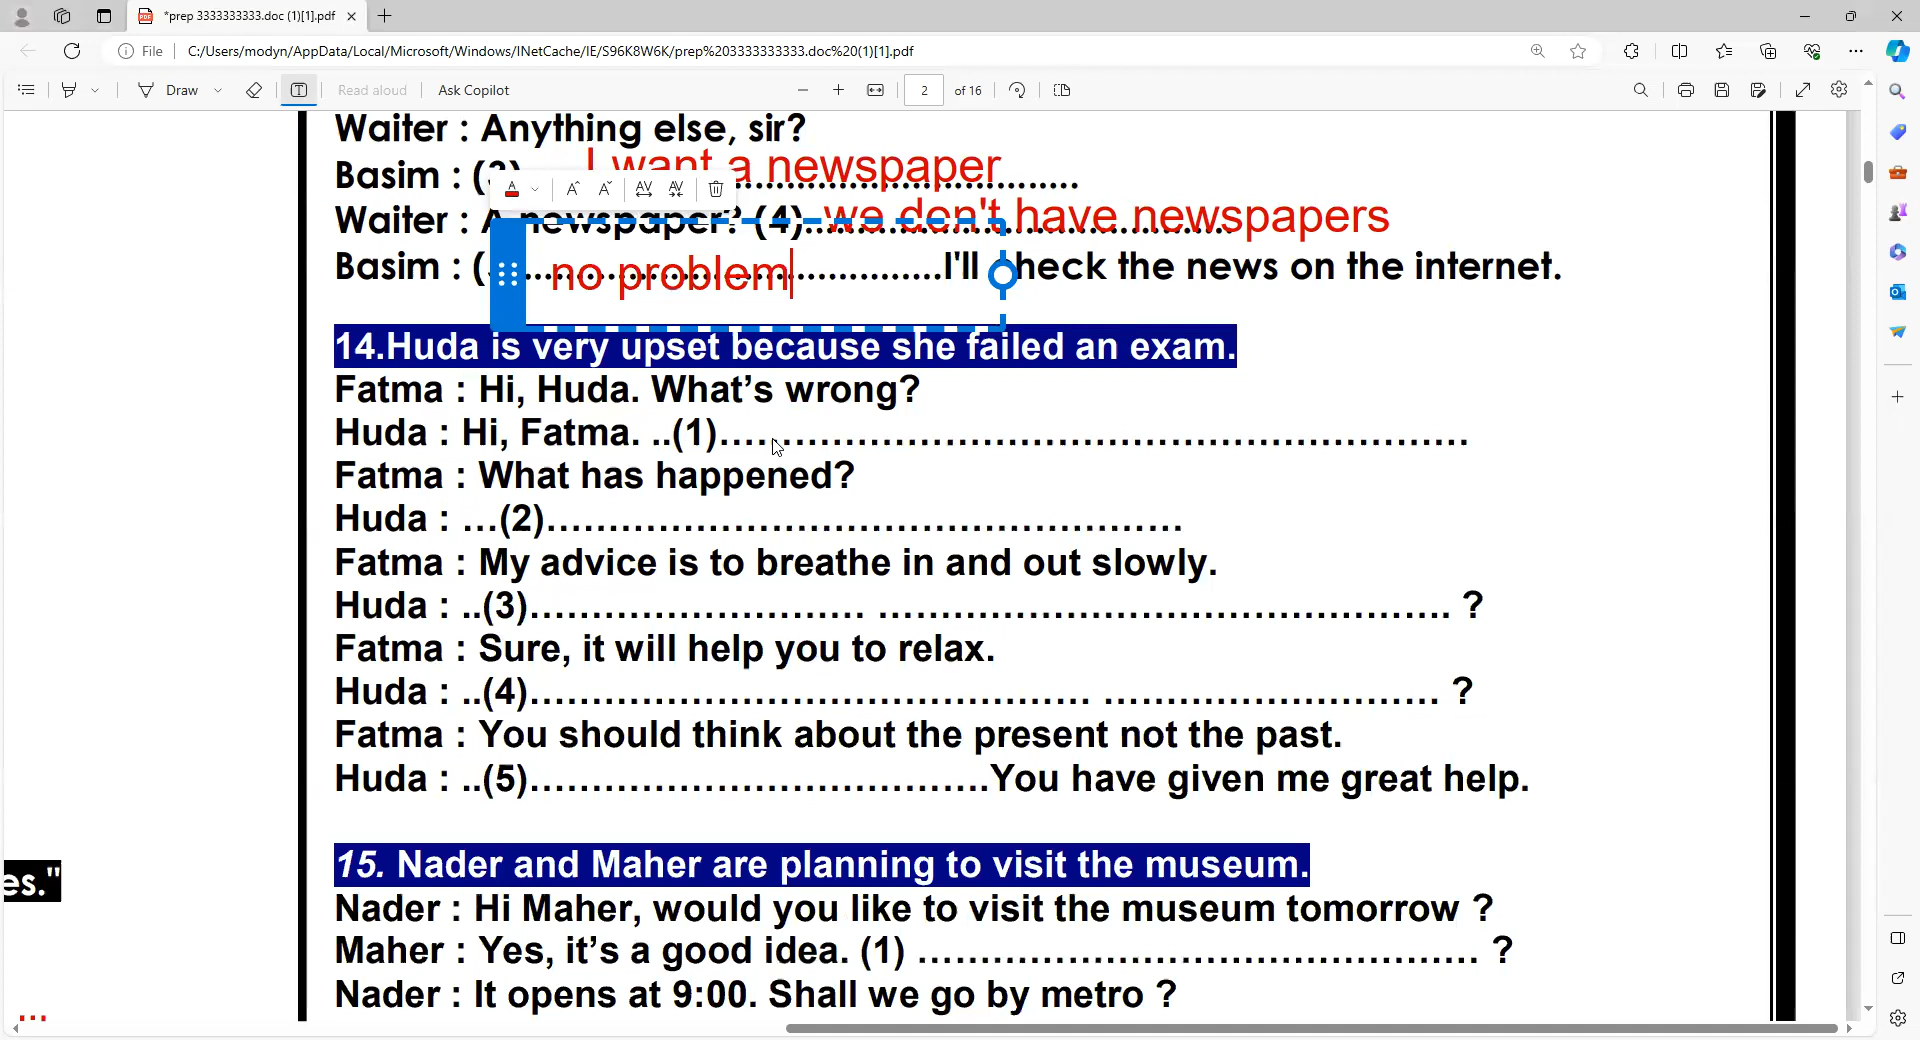 *prep 3333333333.doc (1)[1].pdf
File
C:/Users/modyn/AppData/Local/Microsoft/Windows/INetCache/IE/S96K8W6K/prep%203333333333.doc%20(1)[1].pdf
Draw
Read aloud
Ask Copilot
2 of 16
Waiter : Anything else, sir?
Basim : (3) I want a newspaper
Waiter : A newspaper? (4) we don't have newspapers
Basim : ( no problem I'll check the news on the internet.
14.Huda is very upset because she failed an exam.
Fatma : Hi, Huda. What’s wrong?
Huda : Hi, Fatma. ..(1)………………………………………………………
Fatma : What has happened?
Huda : …(2)……………………………………………
Fatma : My advice is to breathe in and out slowly.
Huda : ..(3)……………………… ………………………………………. ?
Fatma : Sure, it will help you to relax.
Huda : ..(4)……………………………………… ……………………… ?
Fatma : You should think about the present not the past.
Huda : ..(5)……………………………….You have given me great help.
15. Nader and Maher are planning to visit the museum.
Nader : Hi Maher, would you like to visit the museum tomorrow ?
Maher : Yes, it’s a good idea. (1) ……………………………………… ?
Nader : It opens at 9:00. Shall we go by metro ?
es."
...